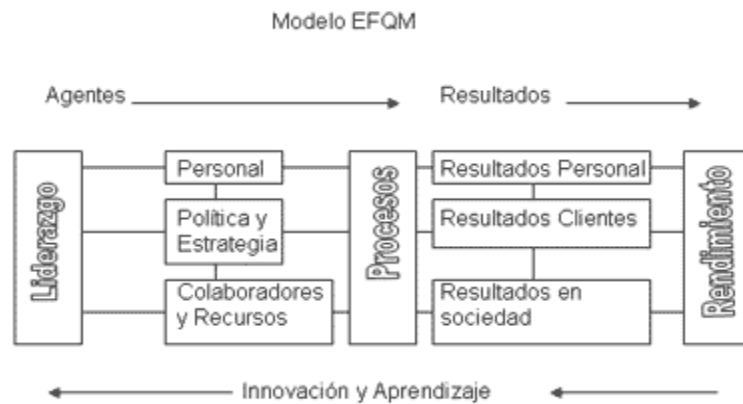 Modelo EFQM
Agentes
Resultados
Liderazgo
Personal
Política y
Estrategia
Colaboradores
y Recursos
Procesos
Resultados Personal
Resultados Clientes
Resultados en
sociedad
Rendimiento
Innovación y Aprendizaje